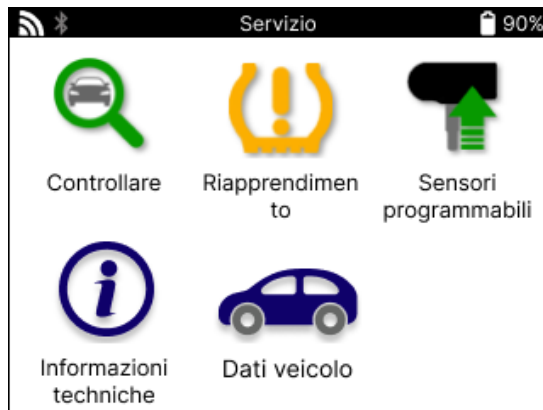 Servizio
90%
Controllare
Riapprendimen
to
Sensori
programmabili
Informazioni
techniche
Dati veicolo